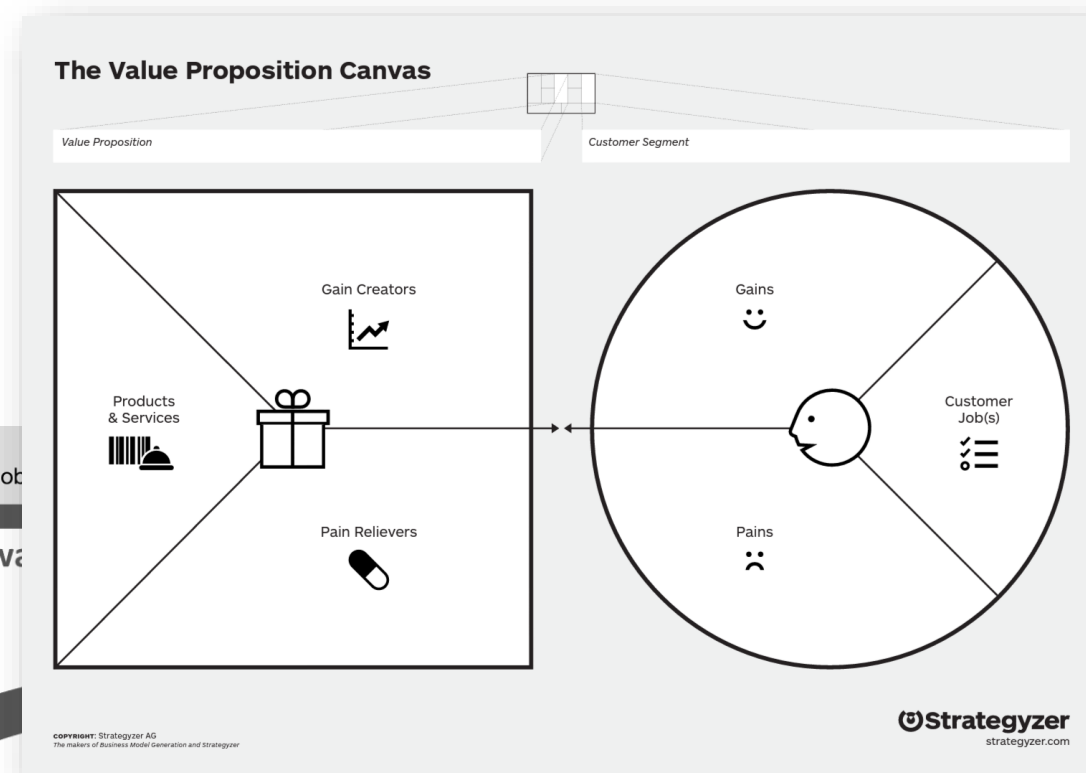 The Value Proposition Canvas
Value Proposition
Customer Segment
Gain Creators
Gains
Products
& Services
Customer
Job(s)
Pain Relievers
Pains
COPYRIGHT: Strategyzer AG
The makers of Business Model Generation and Strategyzer
Strategyzer
strategyzer.com